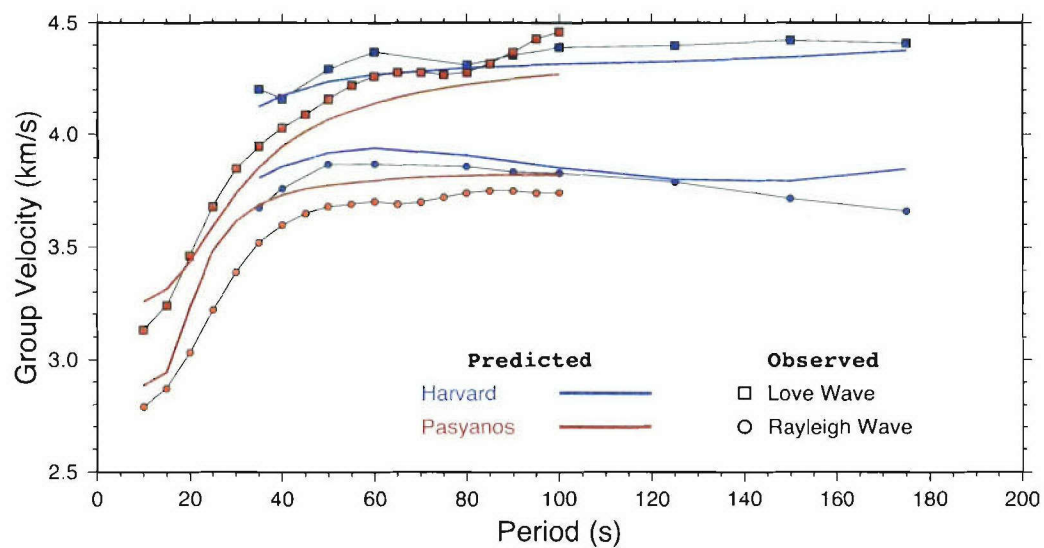 4.5
4.0
3.5
3.0
2.5
Group Velocity (km/s)
Predicted Observed
Harvard Love Wave
Pasyanos Rayleigh Wave
0 20 40 60 80 100 120 140 160 180 200
Period (s)